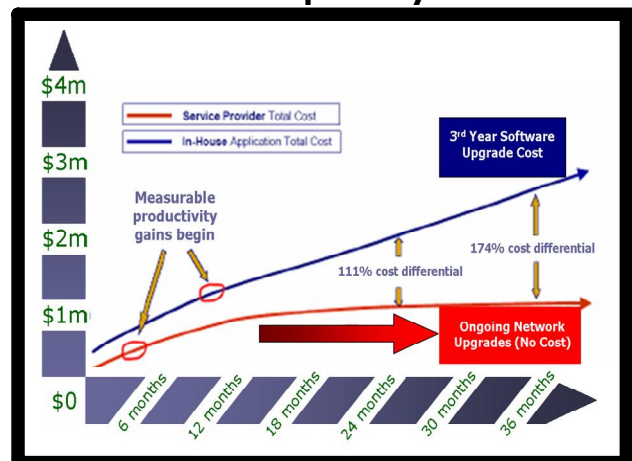 $4m
Service Provider Total Cost
In-House Application Total Cost
3rd Year Software
Upgrade Cost
$3m
Measurable
productivity
gains begin
$2m
174% cost differential
111% cost differential
$1m
Ongoing Network
Upgrades (No Cost)
$0
6 months
12 months
18 months
24 months
30 months
36 months